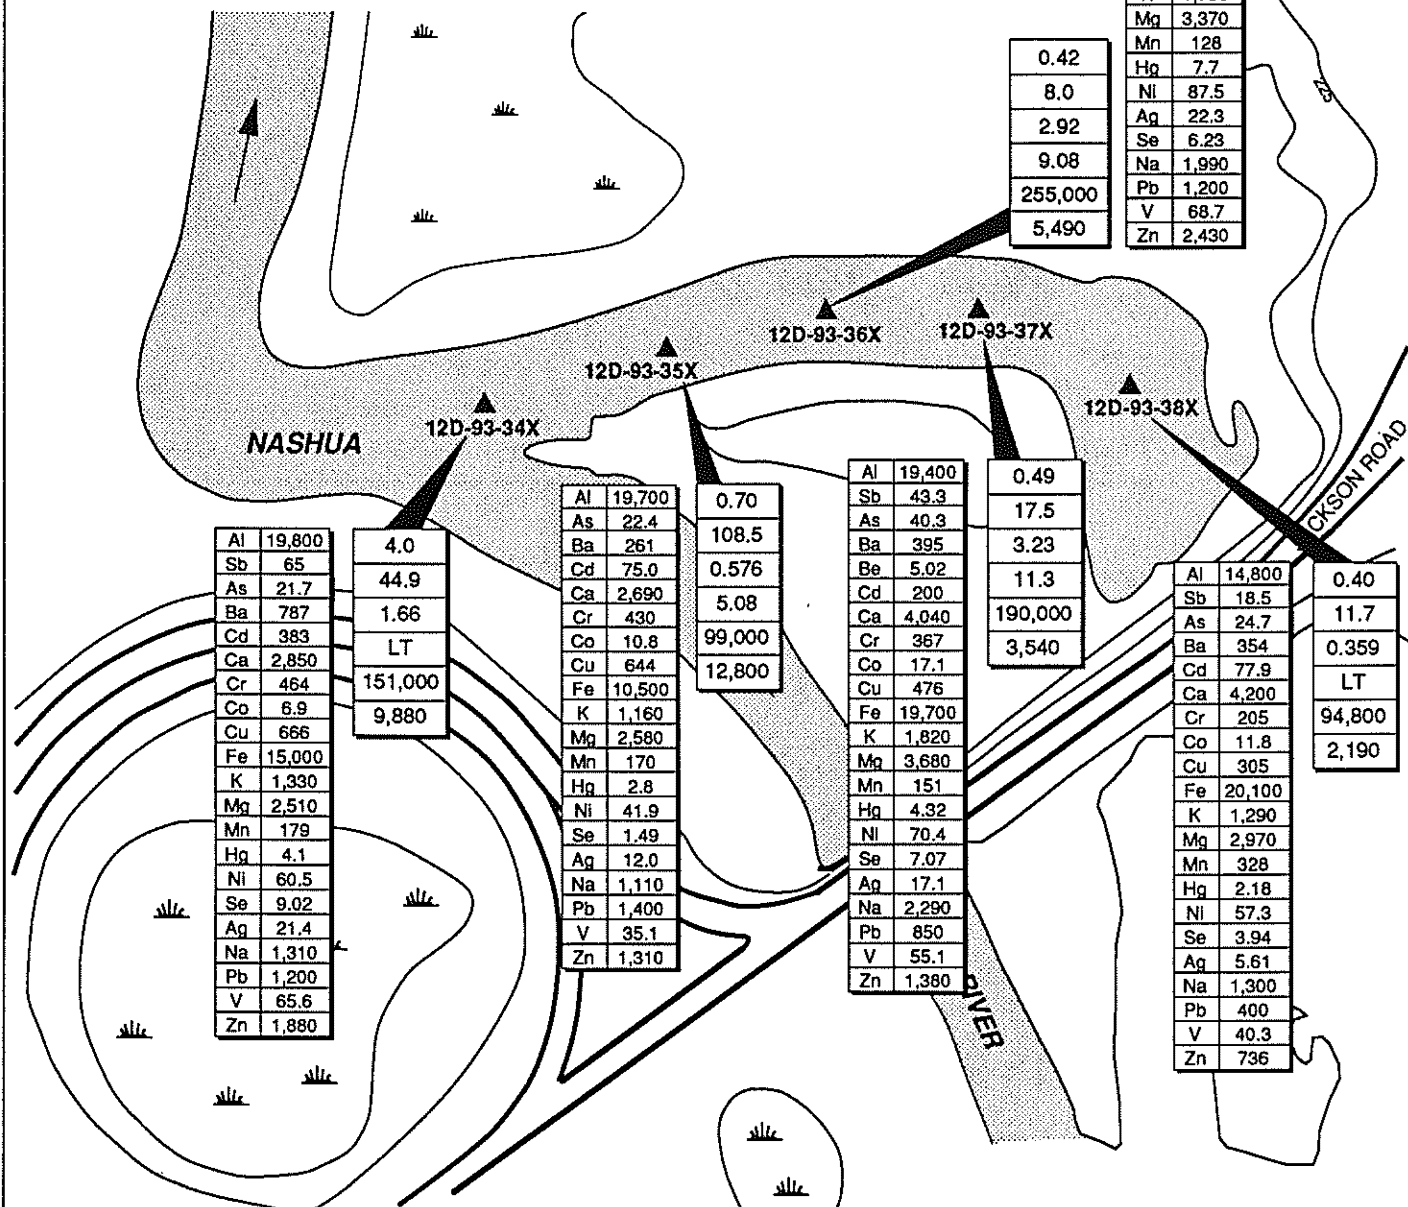 Mg 3,370
Mn 128
Hg 7.7
Ni 87.5
Ag 22.3
Se 6.23
Na 1,990
Pb 1,200
V 68.7
Zn 2,430
0.42
8.0
2.92
9.08
255,000
5,490
225
12D-93-36X
12D-93-37X
12D-93-35X
12D-93-38X
12D-93-34X
NASHUA
CKSON ROAD
Al 19,800
Sb 65
As 21.7
Ba 787
Cd 383
Ca 2,850
Cr 464
Co 6.9
Cu 666
Fe 15,000
K 1,330
Mg 2,510
Mn 179
Hg 4.1
Ni 60.5
Se 9.02
Ag 21.4
Na 1,310
Pb 1,200
V 65.6
Zn 1,880
4.0
44.9
1.66
LT
151,000
9,880
Al 19,700
As 22.4
Ba 261
Cd 75.0
Ca 2,690
Cr 430
Co 10.8
Cu 644
Fe 10,500
K 1,160
Mg 2,580
Mn 170
Hg 2.8
Ni 41.9
Se 1.49
Ag 12.0
Na 1,110
Pb 1,400
V 35.1
Zn 1,310
0.70
108.5
0.576
5.08
99,000
12,800
Al 19,400
Sb 43.3
As 40.3
Ba 395
Be 5.02
Cd 200
Ca 4,040
Cr 367
Co 17.1
Cu 476
Fe 19,700
K 1,820
Mg 3,680
Mn 151
Hg 4.32
Ni 70.4
Se 7.07
Ag 17.1
Na 2,290
Pb 850
V 55.1
Zn 1,380
0.49
17.5
3.23
11.3
190,000
3,540
Al 14,800
Sb 18.5
As 24.7
Ba 354
Cd 77.9
Ca 4,200
Cr 205
Co 11.8
Cu 305
Fe 20,100
K 1,290
Mg 2,970
Mn 328
Hg 2.18
Ni 57.3
Se 3.94
Ag 5.61
Na 1,300
Pb 400
V 40.3
Zn 736
0.40
11.7
0.359
LT
94,800
2,190
RIVER